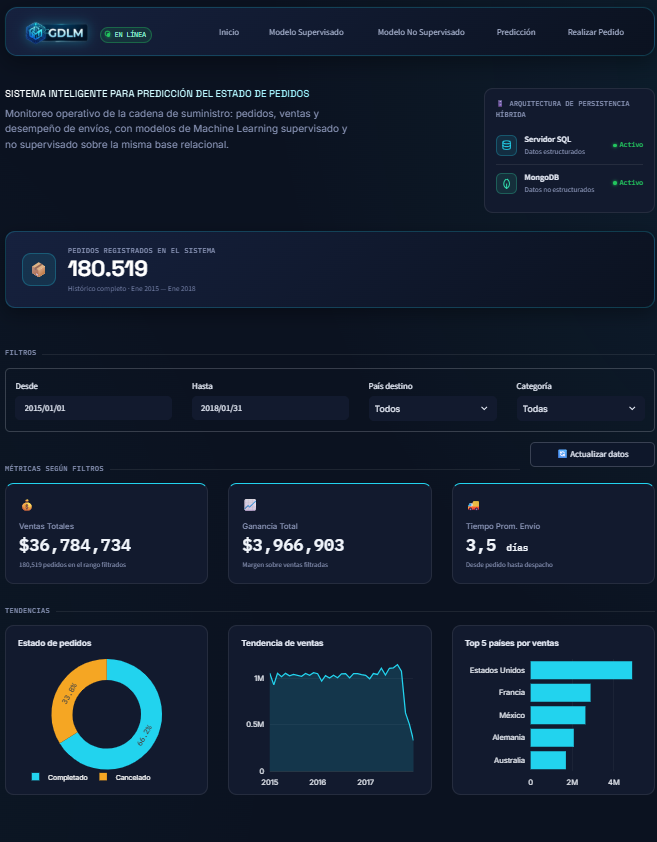 GDLM
EN LÍNEA
Inicio
Modelo Supervisado
Modelo No Supervisado
Predicción
Realizar Pedido
SISTEMA INTELIGENTE PARA PREDICCIÓN DEL ESTADO DE PEDIDOS
Monitoreo operativo de la cadena de suministro: pedidos, ventas y
desempeño de envíos, con modelos de Machine Learning supervisado y
no supervisado sobre la misma base relacional.
ARQUITECTURA DE PERSISTENCIA
HÍBRIDA
Servidor SQL
Datos estructurados
Activo
MongoDB
Datos no estructurados
Activo
PEDIDOS REGISTRADOS EN EL SISTEMA
180.519
Histórico completo · Ene 2015 — Ene 2018
FILTROS
Desde
Hasta
País destino
Categoría
2015/01/01
2018/01/31
Todos
Todas
Actualizar datos
MÉTRICAS SEGÚN FILTROS
Ventas Totales
$36,784,734
180,519 pedidos en el rango filtrados
Ganancia Total
$3,966,903
Margen sobre ventas filtradas
Tiempo Prom. Envío
3,5 días
Desde pedido hasta despacho
TENDENCIAS
Estado de pedidos
33.8%
66.2%
Completado
Cancelado
Tendencia de ventas
1M
0.5M
0
2015
2016
2017
Top 5 países por ventas
Estados Unidos
Francia
México
Alemania
Australia
0
2M
4M